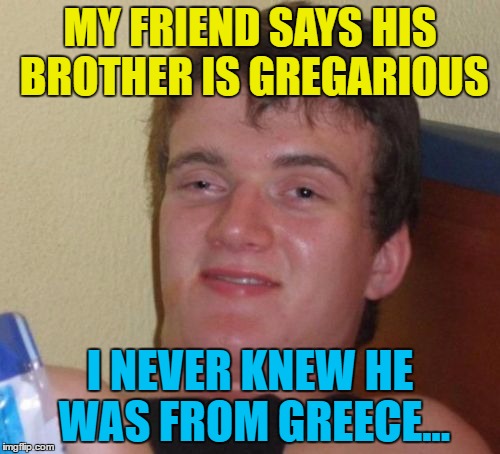 MY FRIEND SAYS HIS
BROTHER IS GREGARIOUS
I NEVER KNEW HE
WAS FROM GREECE...
imgflip.com